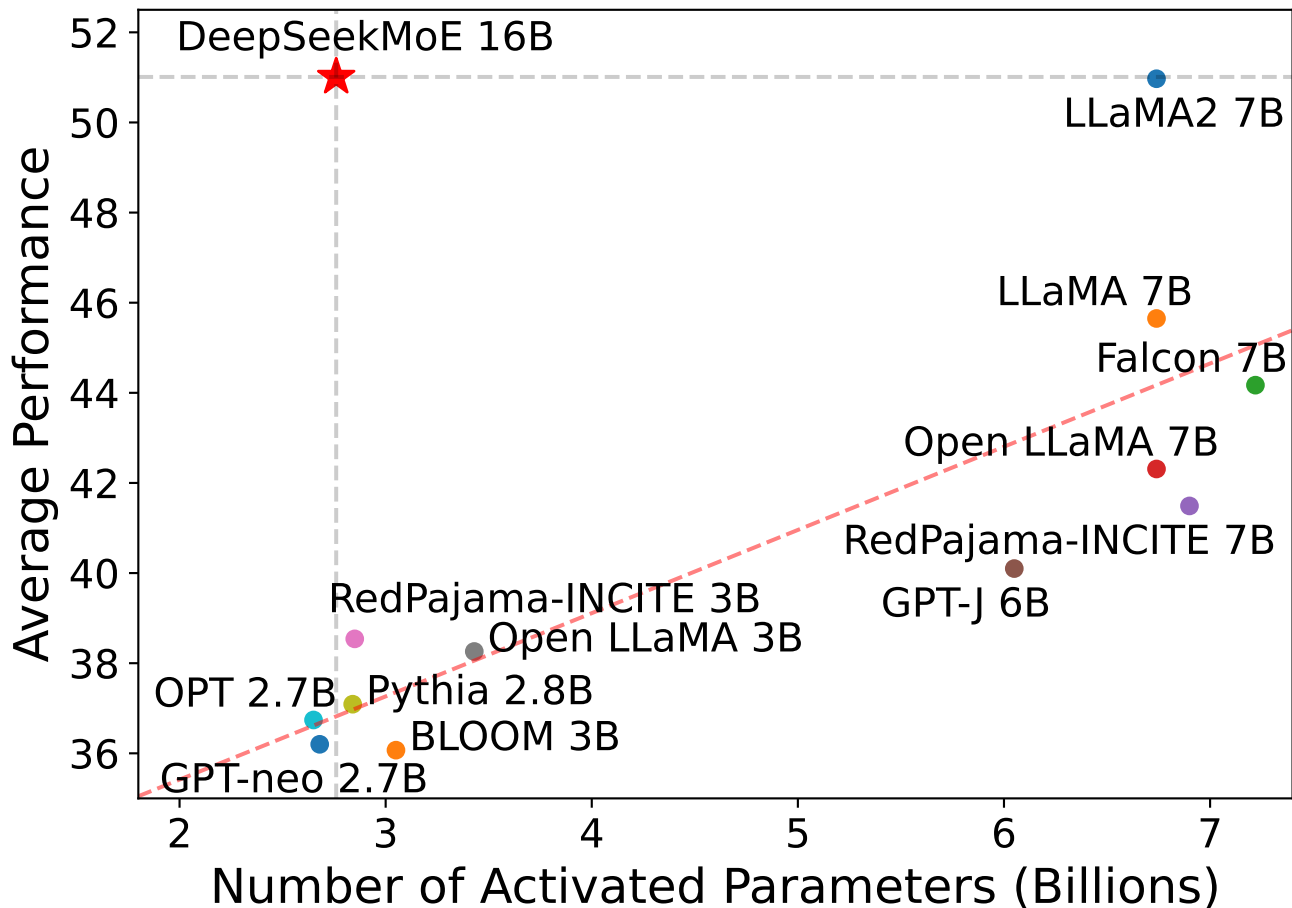 52
50
48
46
44
42
40
38
36
Average Performance
DeepSeekMoE 16B
LLaMA2 7B
LLaMA 7B
Falcon 7B
Open LLaMA 7B
RedPajama-INCITE 7B
GPT-J 6B
RedPajama-INCITE 3B
Open LLaMA 3B
OPT 2.7B
Pythia 2.8B
BLOOM 3B
GPT-neo 2.7B
2 3 4 5 6 7
Number of Activated Parameters (Billions)